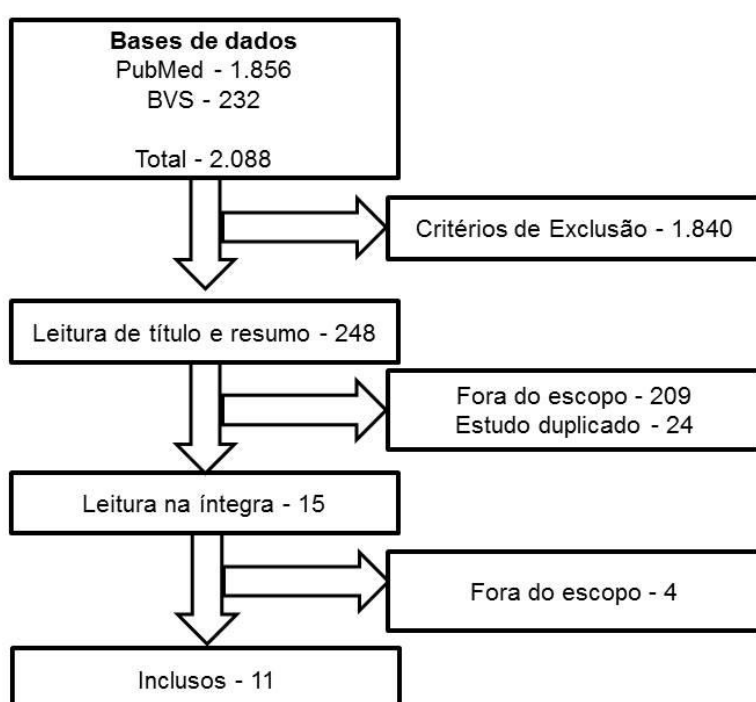 Bases de dados
PubMed - 1.856
BVS - 232
Total - 2.088
Critérios de Exclusão - 1.840
Leitura de título e resumo - 248
Fora do escopo - 209
Estudo duplicado - 24
Leitura na íntegra - 15
Fora do escopo - 4
Inclusos - 11